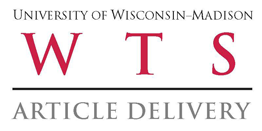 UNIVERSITY OF WISCONSIN–MADISON
WTS
ARTICLE DELIVERY